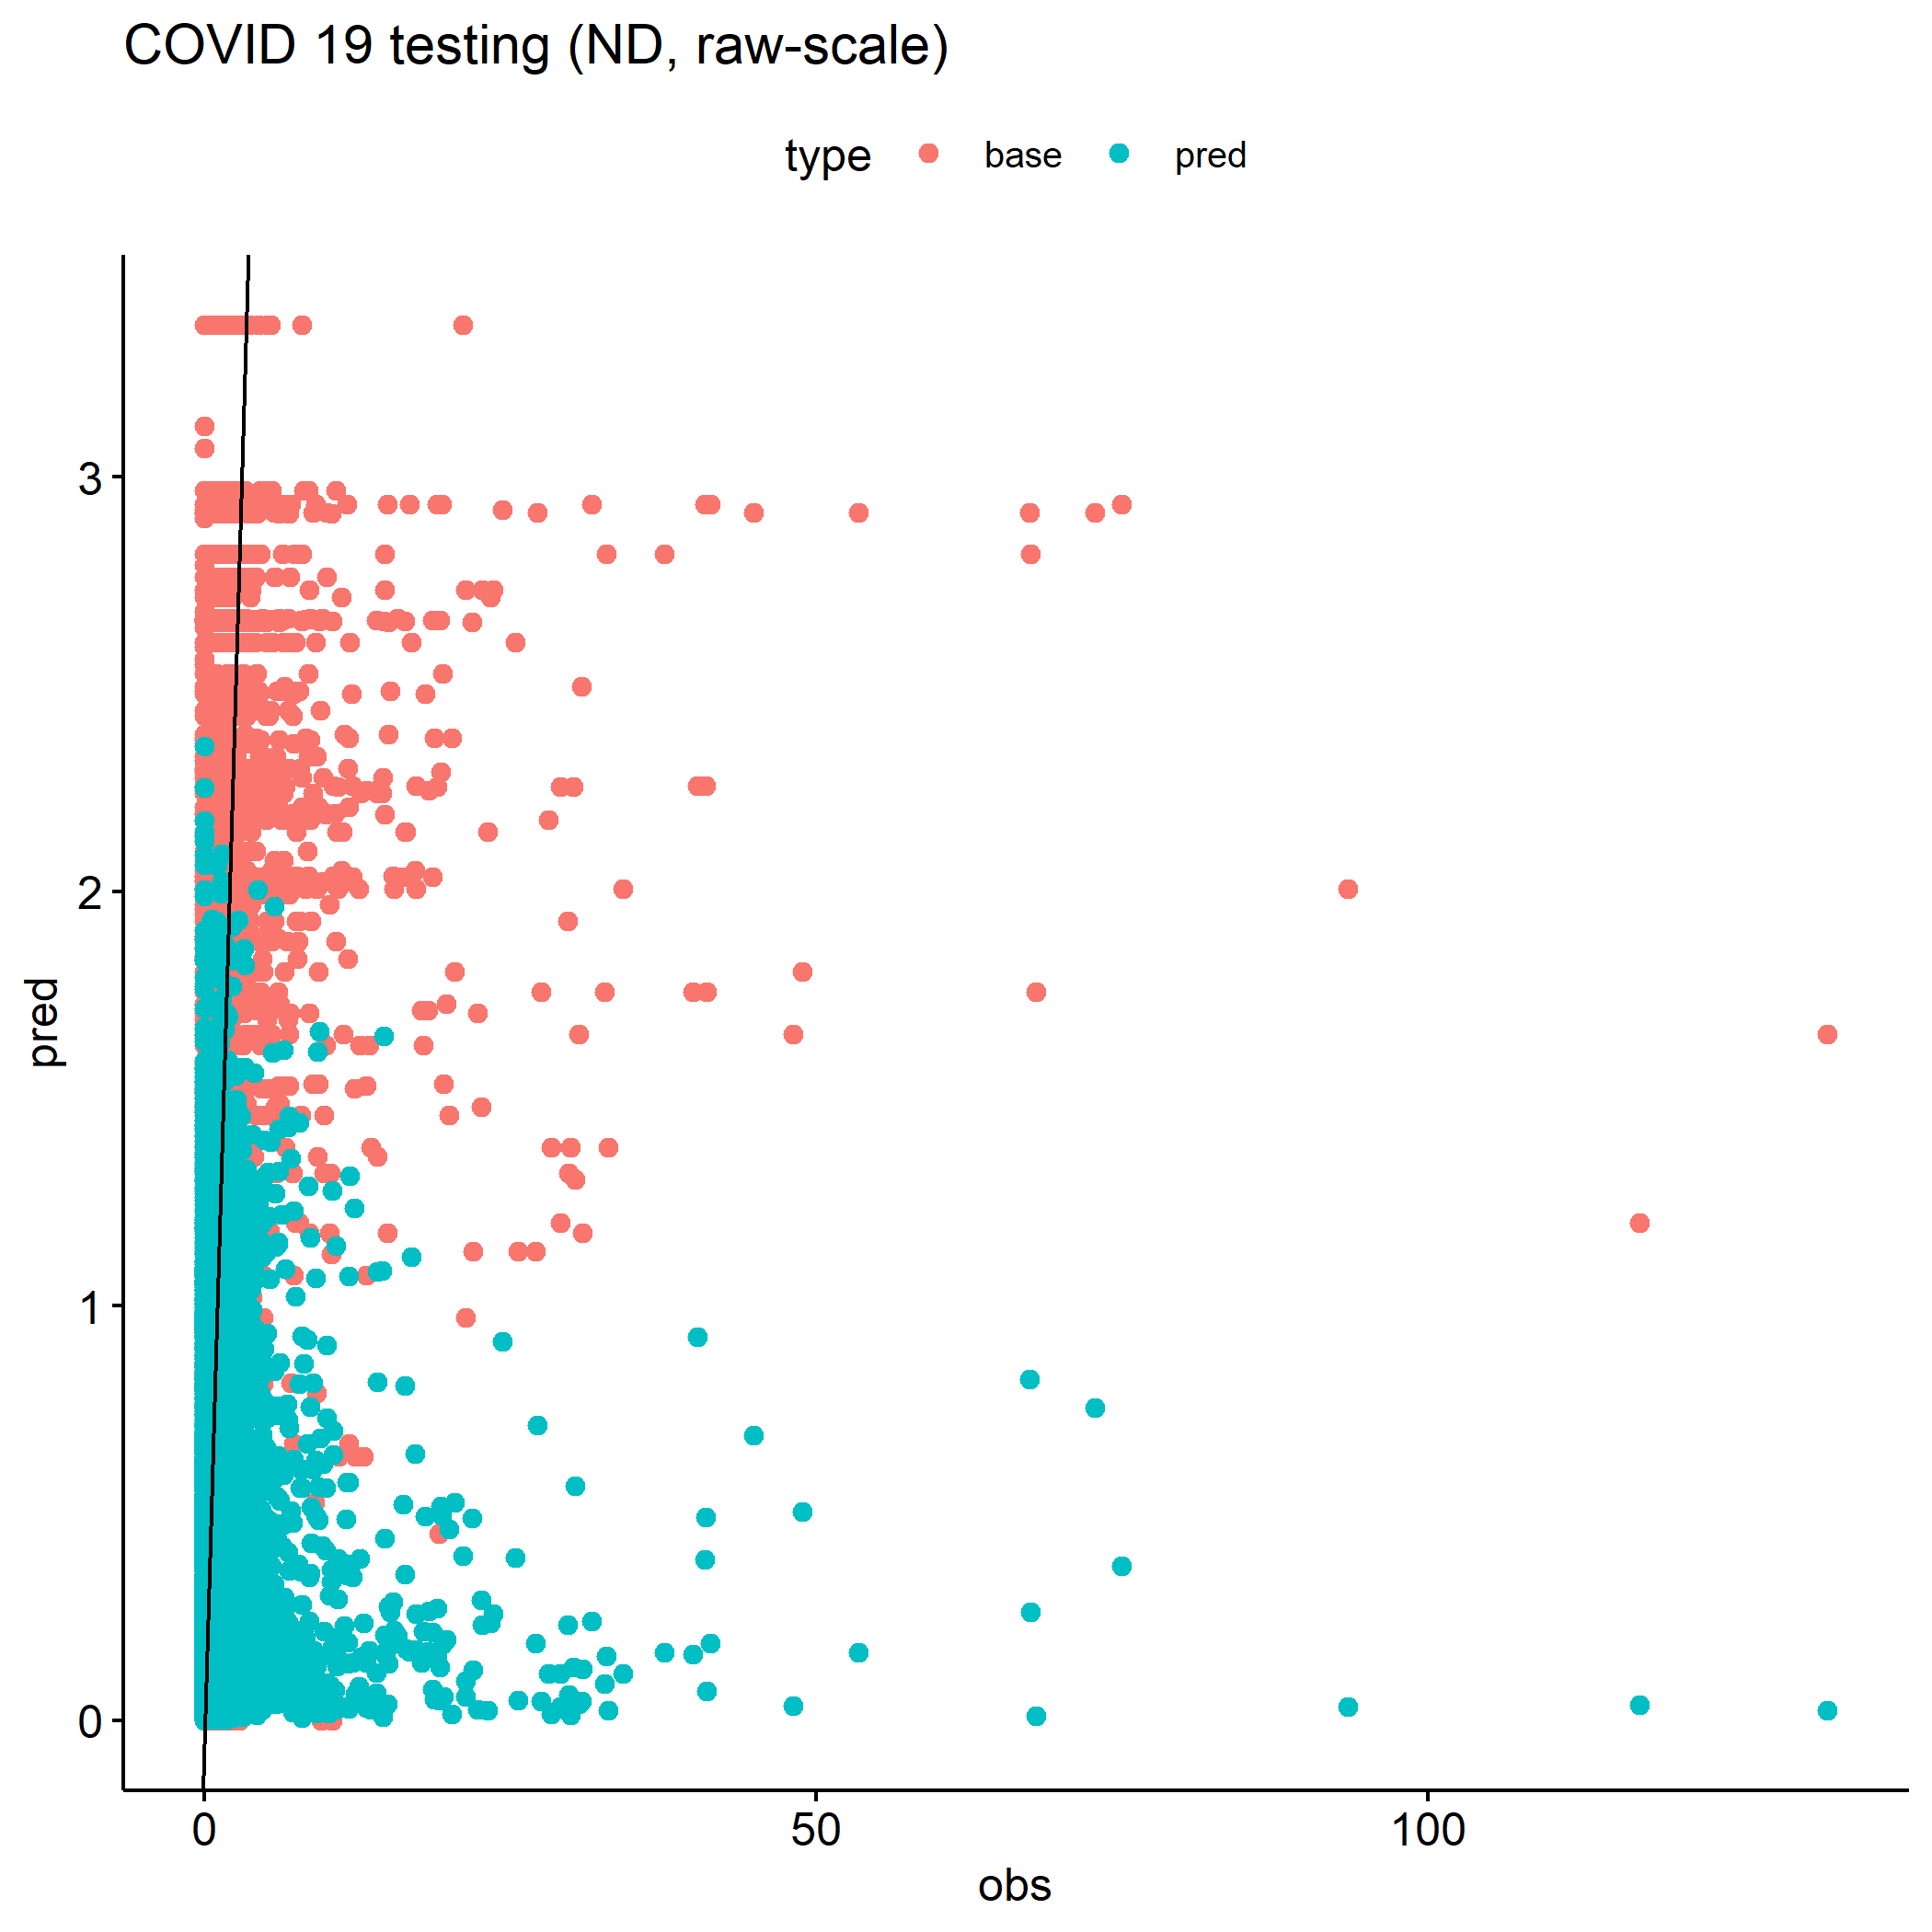 COVID 19 testing (ND, raw-scale)
type base pred
3
2
1
0
pred
0 50 100
obs